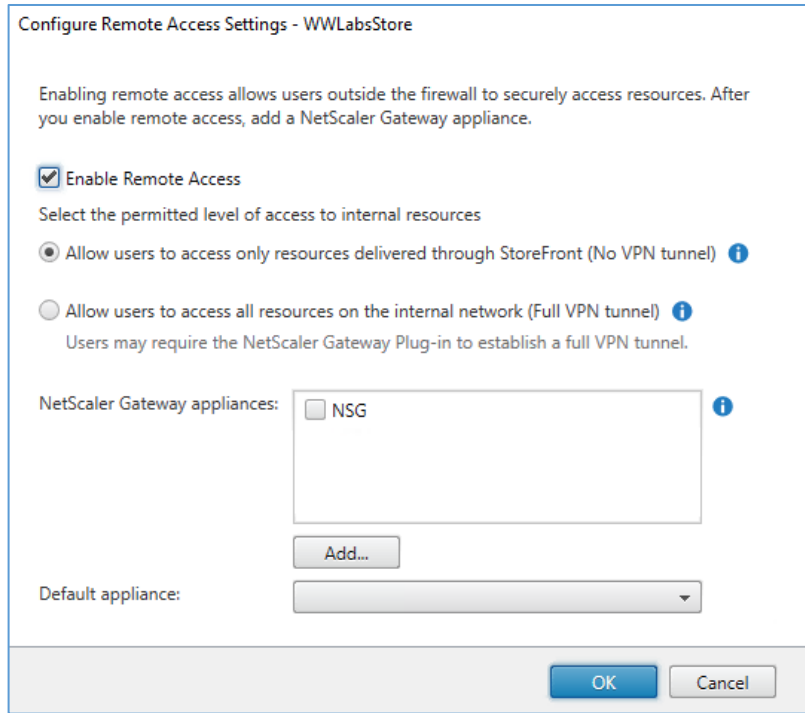 Configure Remote Access Settings - WWLabsStore
Enabling remote access allows users outside the firewall to securely access resources. After
you enable remote access, add a NetScaler Gateway appliance.
Enable Remote Access
Select the permitted level of access to internal resources
Allow users to access only resources delivered through StoreFront (No VPN tunnel)
Allow users to access all resources on the internal network (Full VPN tunnel)
Users may require the NetScaler Gateway Plug-in to establish a full VPN tunnel.
NetScaler Gateway appliances:
NSG
Add...
Default appliance:
OK Cancel